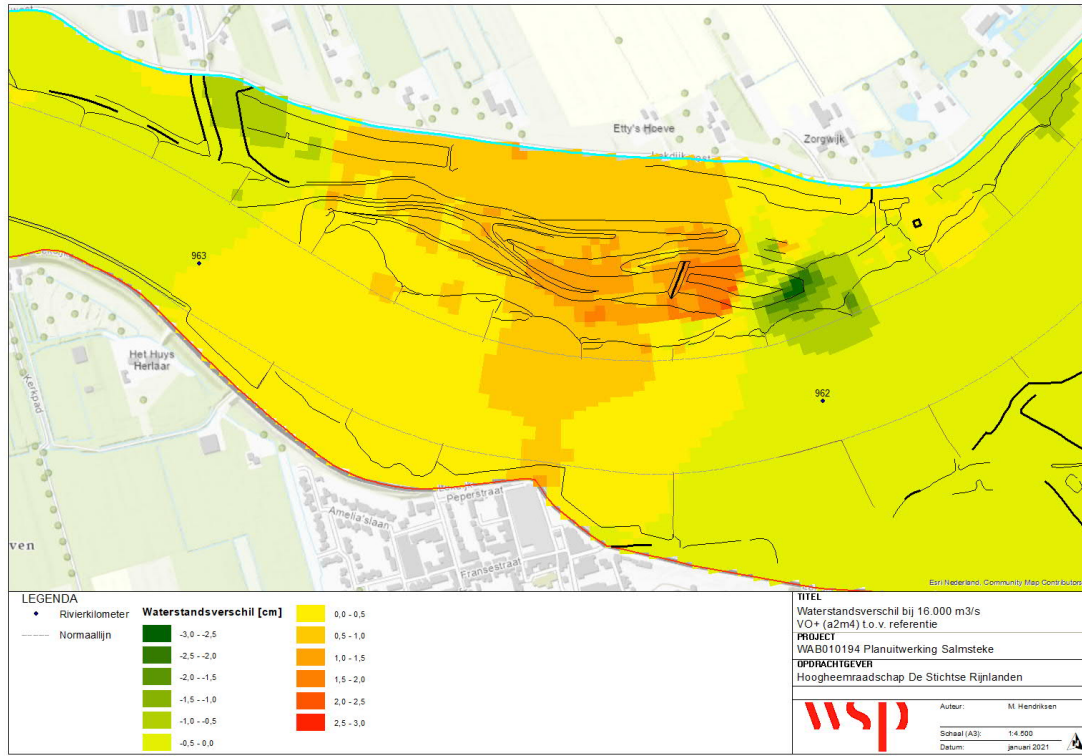 Etty's Hoeve
Zorgwijk
963
Het Huys
Herlaar
Kerkpad
962
Peperstraat
Amelia'slaan
Fransestraat
ven
Esri Nederland, Community Map Contributors
LEGENDA
Rivierkilometer
Normaallijn
Waterstandsverschil [cm]
-3,0 - -2,5
-2,5 - -2,0
-2,0 - -1,5
-1,5 - -1,0
-1,0 - -0,5
-0,5 - 0,0
0,0 - 0,5
0,5 - 1,0
1,0 - 1,5
1,5 - 2,0
2,0 - 2,5
2,5 - 3,0
TITEL
Waterstandsverschil bij 16.000 m3/s
VO+ (a2m4) t.o.v. referentie
PROJECT
WAB010194 Planuitwerking Salmsteke
OPDRACHTGEVER
Hoogheemraadschap De Stichtse Rijnlanden
wsp
Auteur: M. Hendriksen
Schaal (A3): 1:4.500
Datum: januari 2021